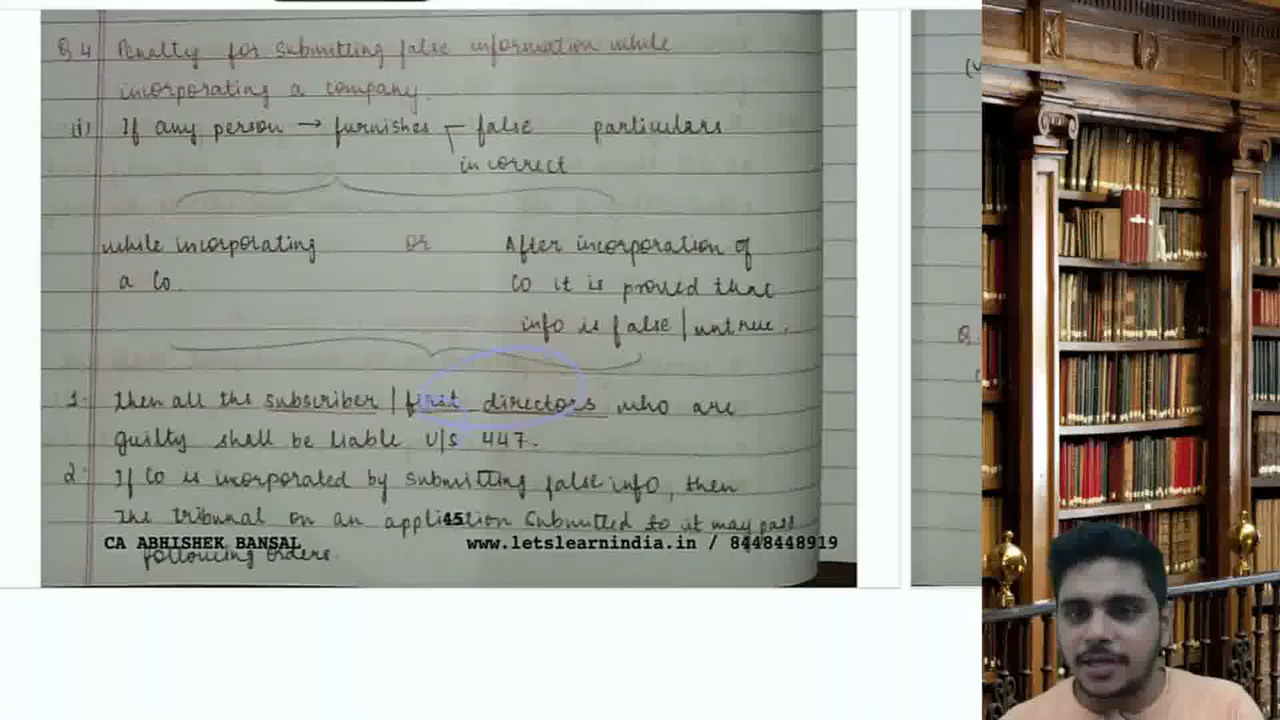 Q.4 Penalty for submitting false information while
incorporating a company.
(i) If any person → furnishes false particulars
incorrect
while incorporating or After incorporation of
a Co. Co it is proved that
info is false / untrue.
1. then all the subscriber / first directors who are
guilty shall be liable U/S 447.
2. If Co is incorporated by submitting false info, then
the tribunal on an application submitted to it may pass
45
CA ABHISHEK BANSAL www.letslearnindia.in / 8448448919
following orders.
Q.